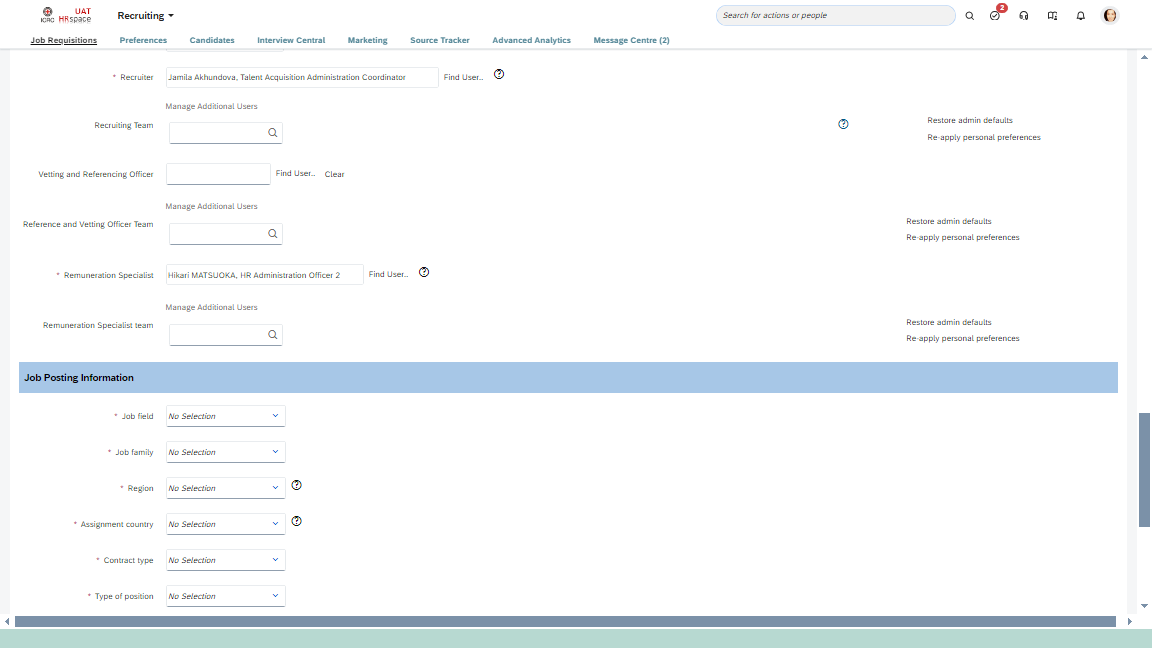 ICRC
UAT
HRspace
Recruiting
Search for actions or people
2
Job Requisitions
Preferences
Candidates
Interview Central
Marketing
Source Tracker
Advanced Analytics
Message Centre (2)
* Recruiter
Jamila Akhundova, Talent Acquisition Administration Coordinator
Find User..
Manage Additional Users
Recruiting Team
Restore admin defaults
Re-apply personal preferences
Vetting and Referencing Officer
Find User..
Clear
Manage Additional Users
Reference and Vetting Officer Team
Restore admin defaults
Re-apply personal preferences
* Remuneration Specialist
Hikari MATSUOKA, HR Administration Officer 2
Find User..
Manage Additional Users
Remuneration Specialist team
Restore admin defaults
Re-apply personal preferences
Job Posting Information
* Job field
No Selection
* Job family
No Selection
* Region
No Selection
* Assignment country
No Selection
* Contract type
No Selection
* Type of position
No Selection